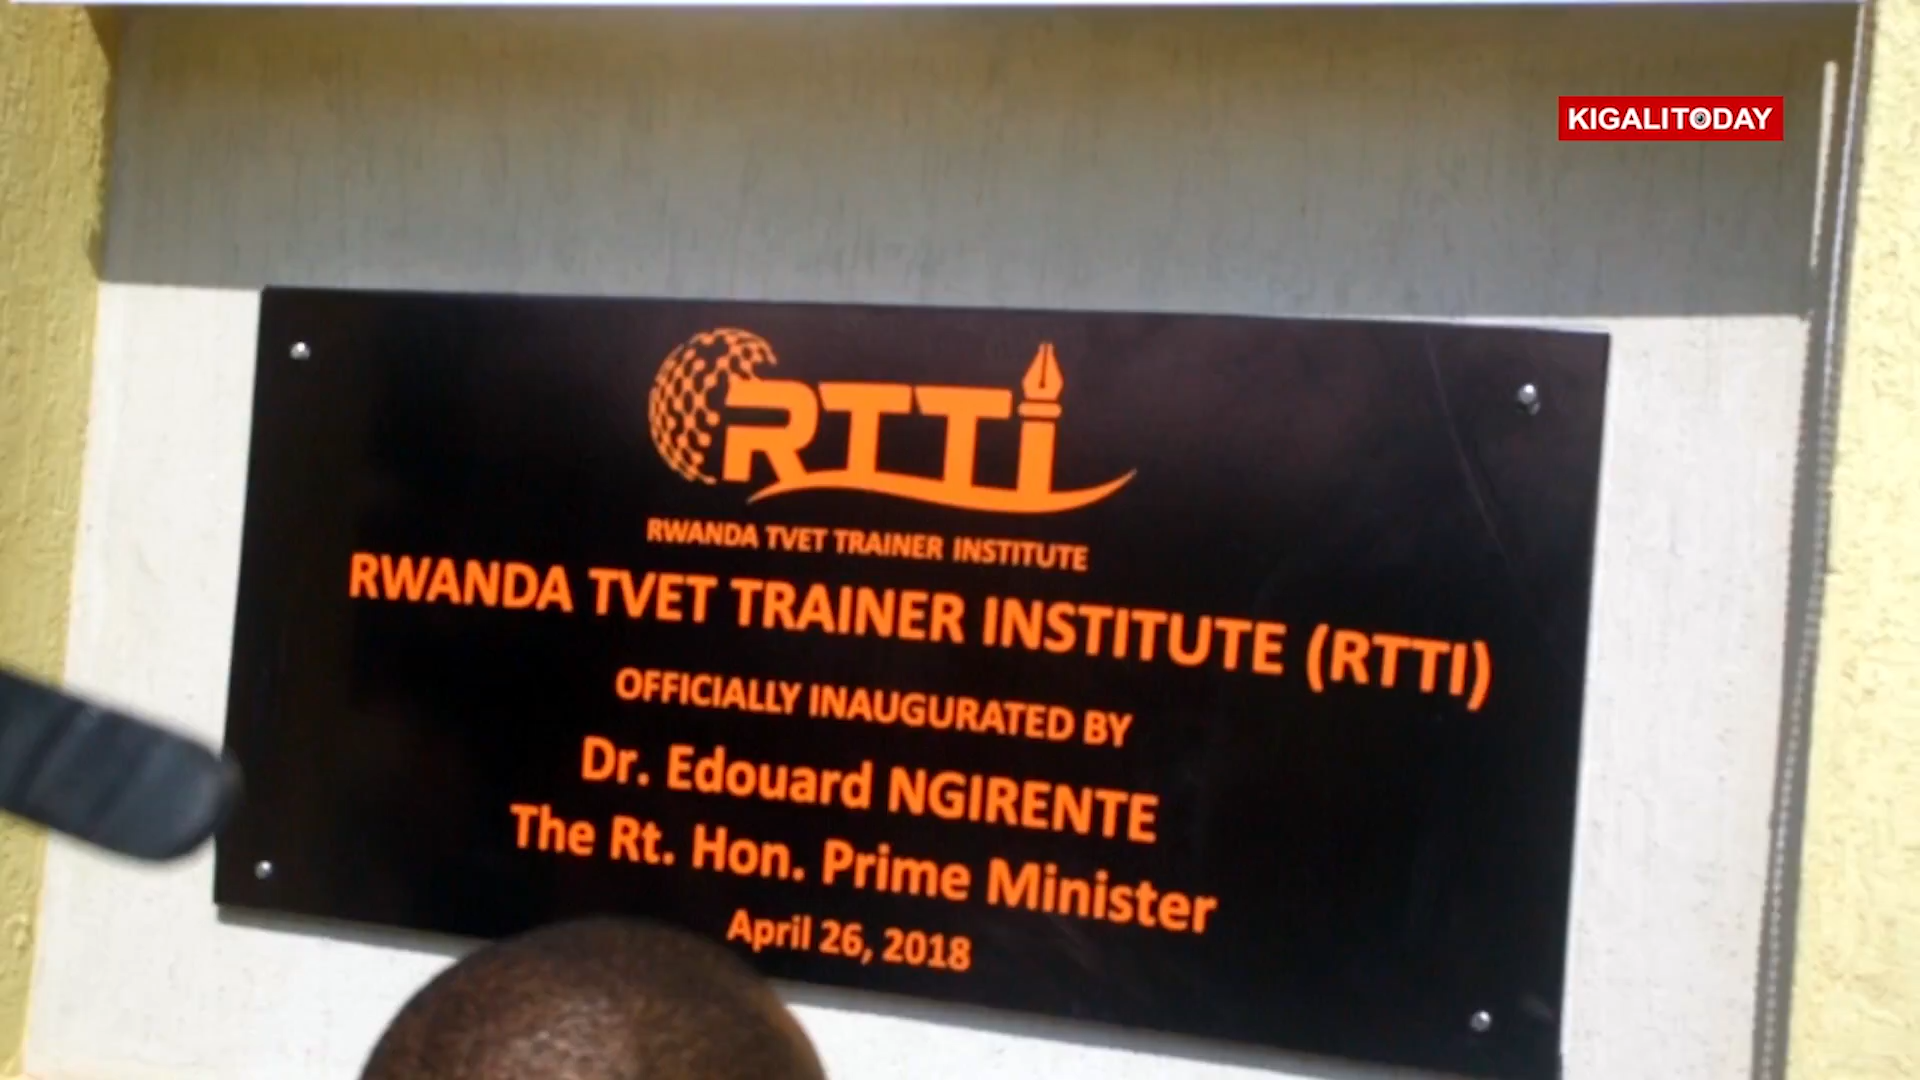 KIGALITODAY
RTTi
RWANDA TVET TRAINER INSTITUTE
RWANDA TVET TRAINER INSTITUTE (RTTI)
OFFICIALLY INAUGURATED BY
Dr. Edouard NGIRENTE
The Rt. Hon. Prime Minister
April 26, 2018